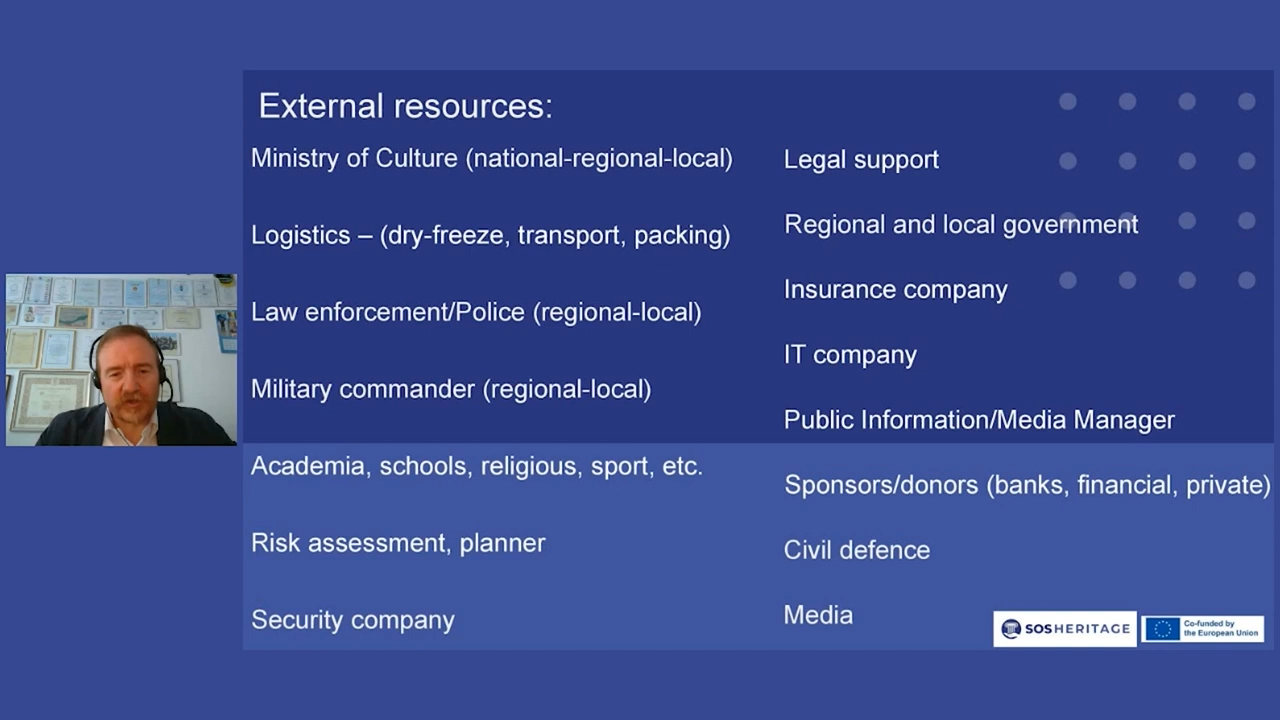 External resources:
Ministry of Culture (national-regional-local)
Logistics – (dry-freeze, transport, packing)
Law enforcement/Police (regional-local)
Military commander (regional-local)
Academia, schools, religious, sport, etc.
Risk assessment, planner
Security company
Legal support
Regional and local government
Insurance company
IT company
Public Information/Media Manager
Sponsors/donors (banks, financial, private)
Civil defence
Media
SOSHERITAGE
Co-funded by
the European Union